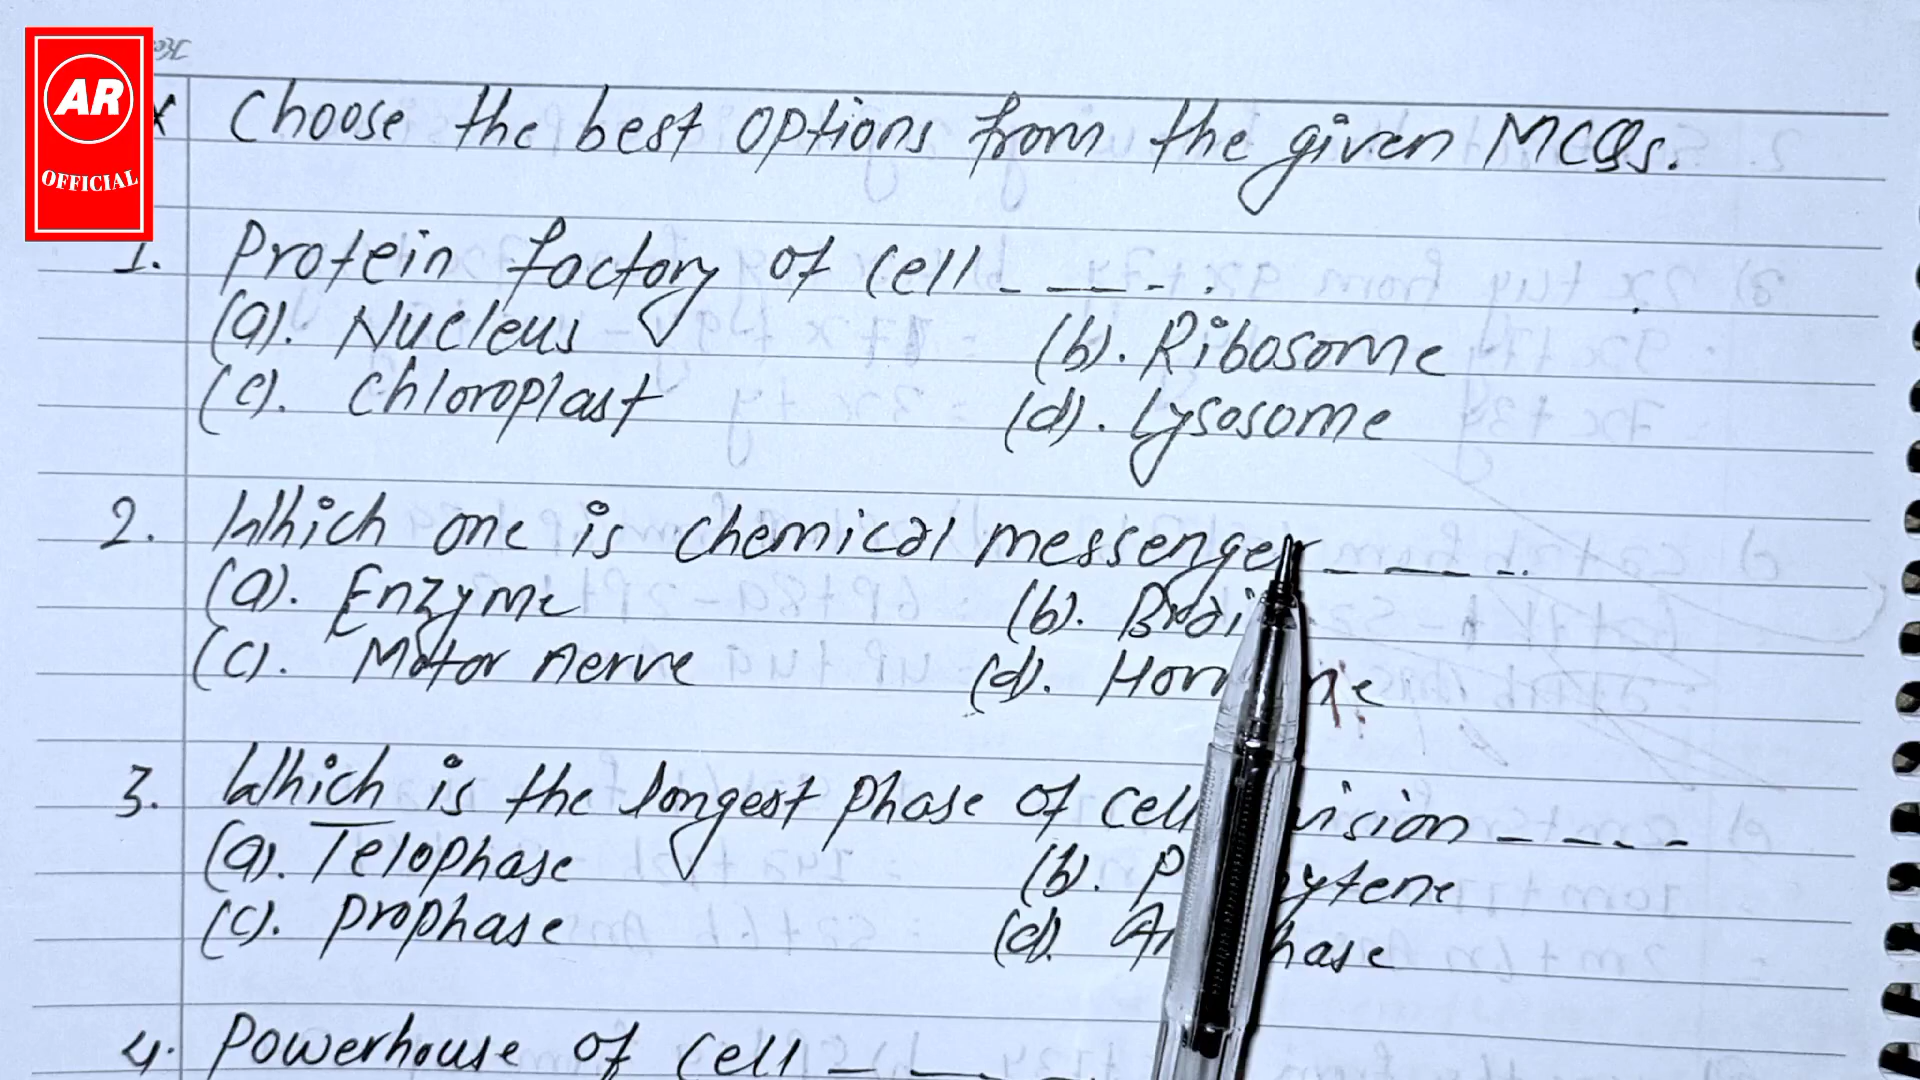 AR
OFFICIAL
Choose the best options from the given MCQs.
1. Protein factory of cell _ _ _ _ .
(a). Nucleus (b). Ribosome
(c). Chloroplast (d). Lysosome
2. Which one is chemical messenger _ _ _ _ .
(a). Enzyme (b).
(c). Motor nerve (d).
3. Which is the longest phase of cell _ _ _ _
(a). Telophase (b).
(c). Prophase (d).
4. Powerhouse of cell _ _ _ _